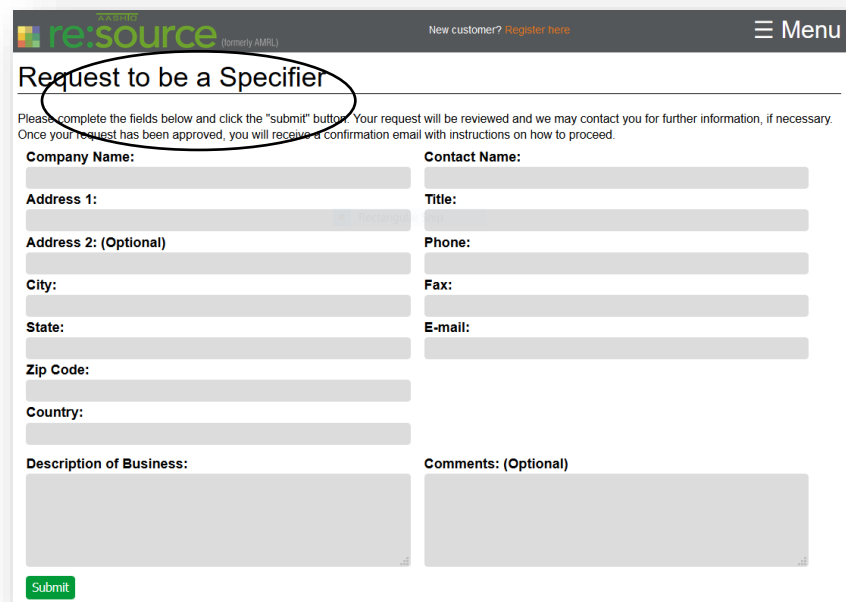 AASHTO
re:source (formerly AMRL)
New customer? Register here
☰ Menu
Request to be a Specifier
Please complete the fields below and click the "submit" button. Your request will be reviewed and we may contact you for further information, if necessary.
Once your request has been approved, you will receive a confirmation email with instructions on how to proceed.
Company Name:
Contact Name:
Address 1:
Title:
Address 2: (Optional)
Phone:
City:
Fax:
State:
E-mail:
Zip Code:
Country:
Description of Business:
Comments: (Optional)
Submit